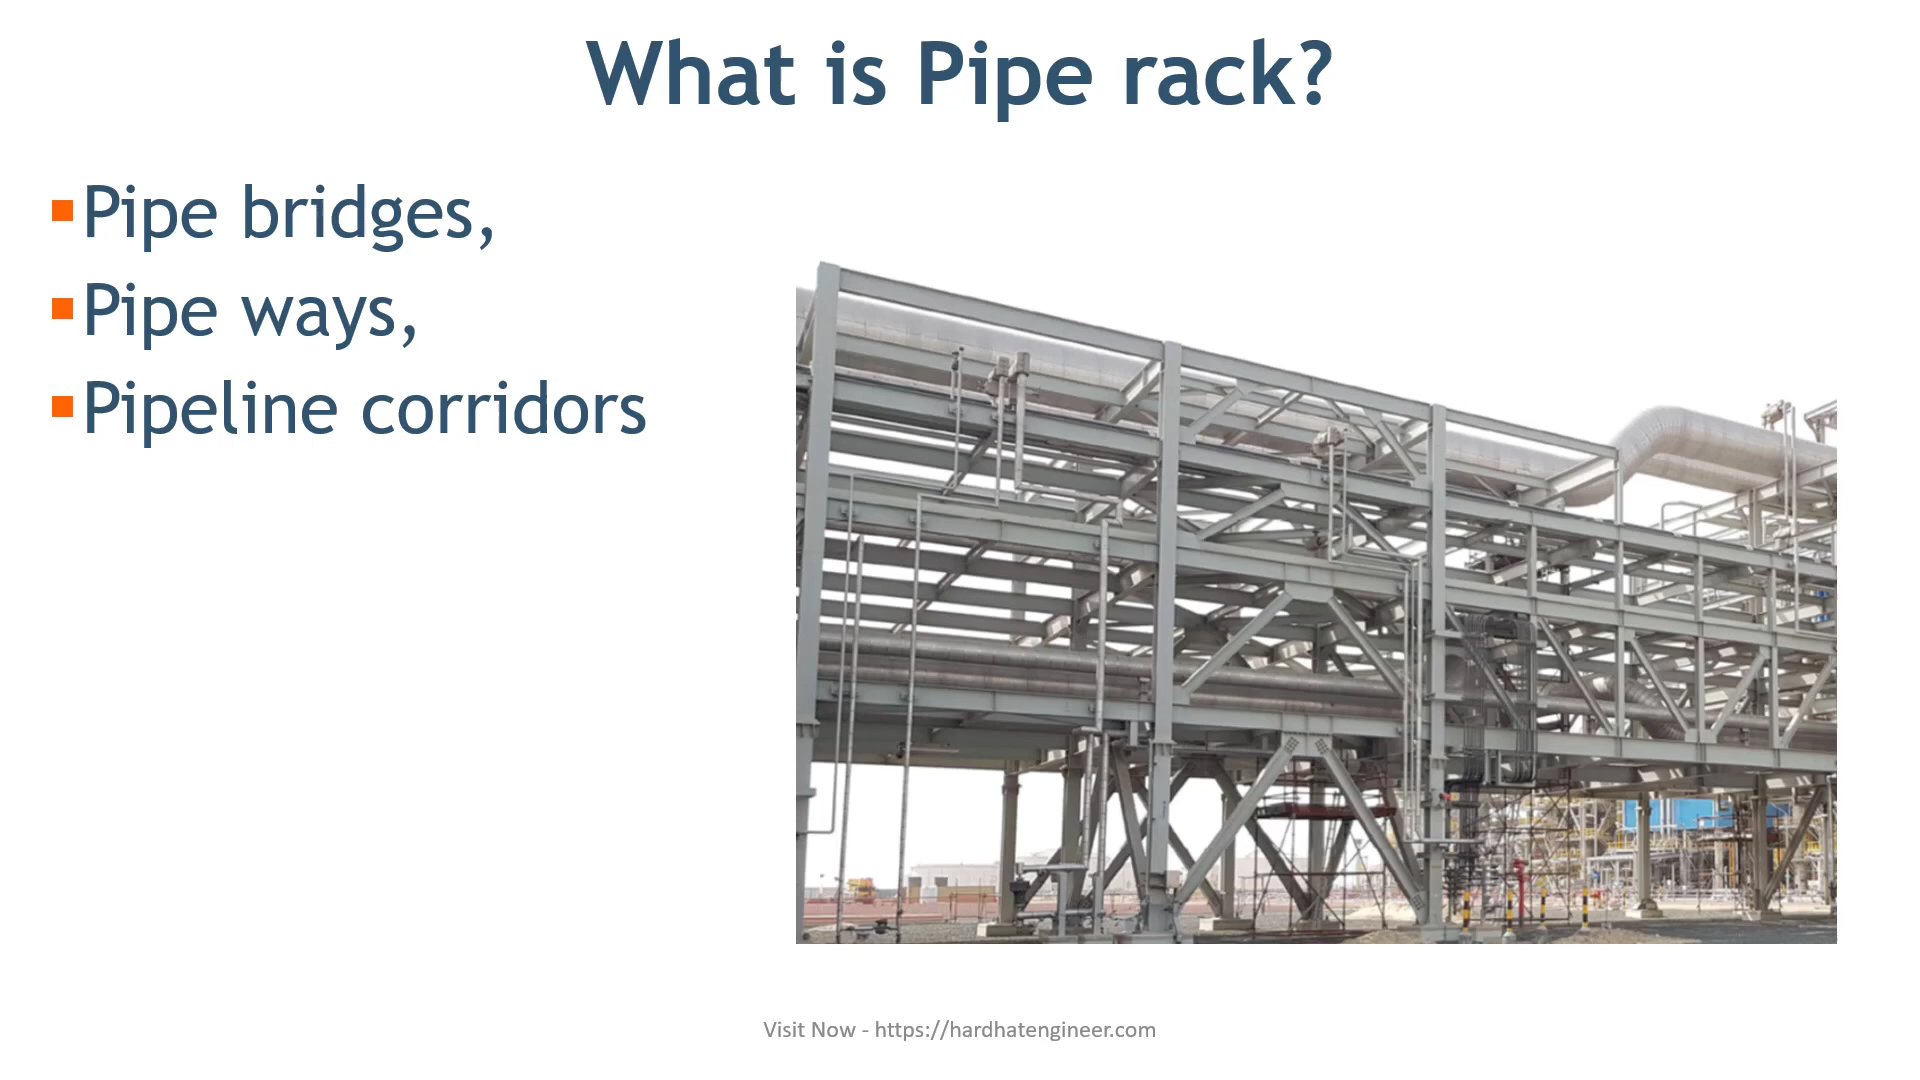 What is Pipe rack?
Pipe bridges,
Pipe ways,
Pipeline corridors
Visit Now - https://hardhatengineer.com